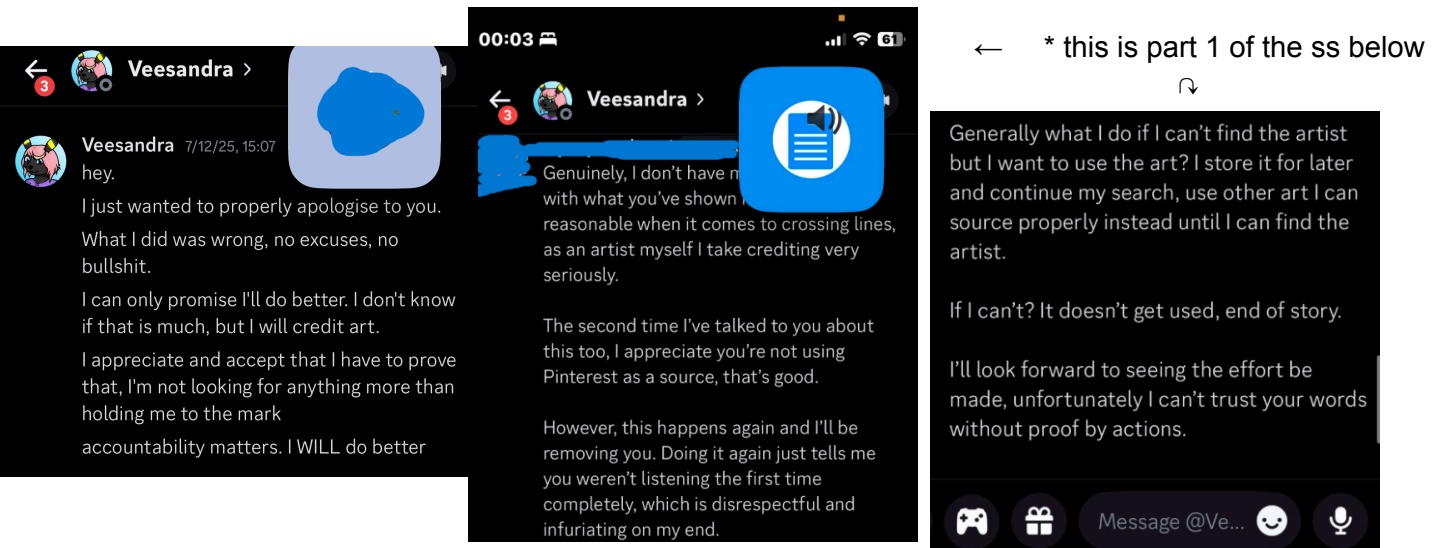 Veesandra >
3
Veesandra 7/12/25, 15:07
hey.
I just wanted to properly apologise to you.
What I did was wrong, no excuses, no
bullshit.
I can only promise I'll do better. I don't know
if that is much, but I will credit art.
I appreciate and accept that I have to prove
that, I'm not looking for anything more than
holding me to the mark
accountability matters. I WILL do better
00:03
61
Veesandra >
3
Genuinely, I don't have
with what you've shown
reasonable when it comes to crossing lines,
as an artist myself I take crediting very
seriously.
The second time I've talked to you about
this too, I appreciate you're not using
Pinterest as a source, that's good.
However, this happens again and I'll be
removing you. Doing it again just tells me
you weren't listening the first time
completely, which is disrespectful and
infuriating on my end.
← * this is part 1 of the ss below
Generally what I do if I can't find the artist
but I want to use the art? I store it for later
and continue my search, use other art I can
source properly instead until I can find the
artist.
If I can't? It doesn't get used, end of story.
I'll look forward to seeing the effort be
made, unfortunately I can't trust your words
without proof by actions.
Message @Ve...